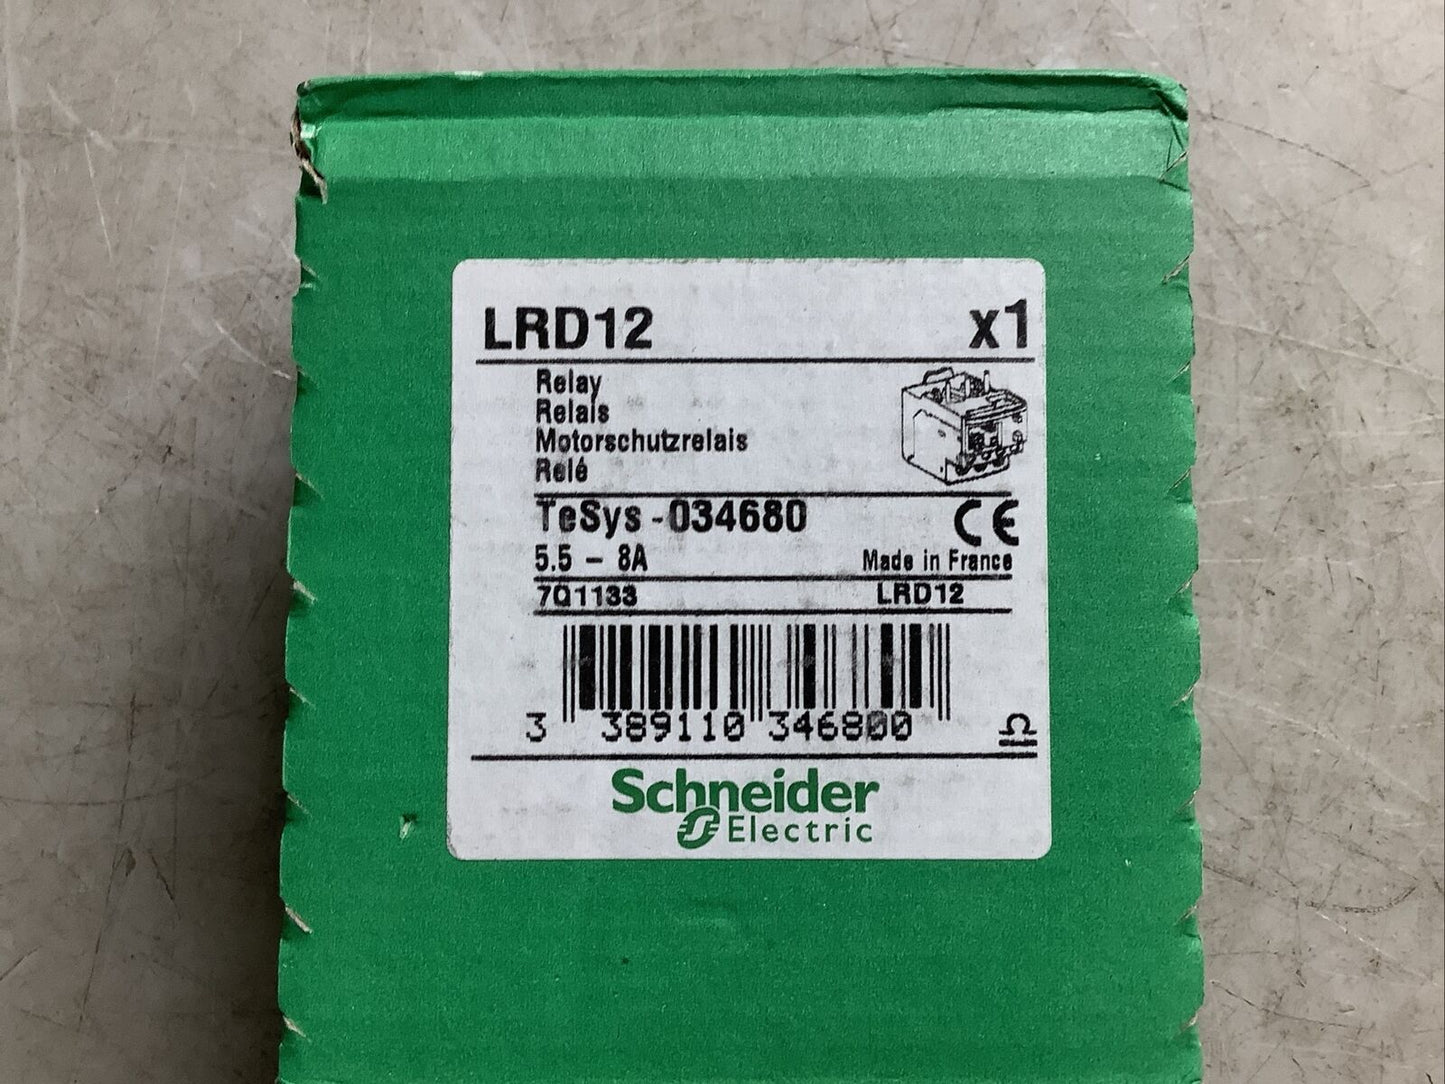 LRD12 x1
Relay
Relais
Motorschutzrelais
Relé
TeSys - 034680 CE
5.5 - 8A Made in France
7Q1133 LRD12
3 389110 346800
Schneider
Electric